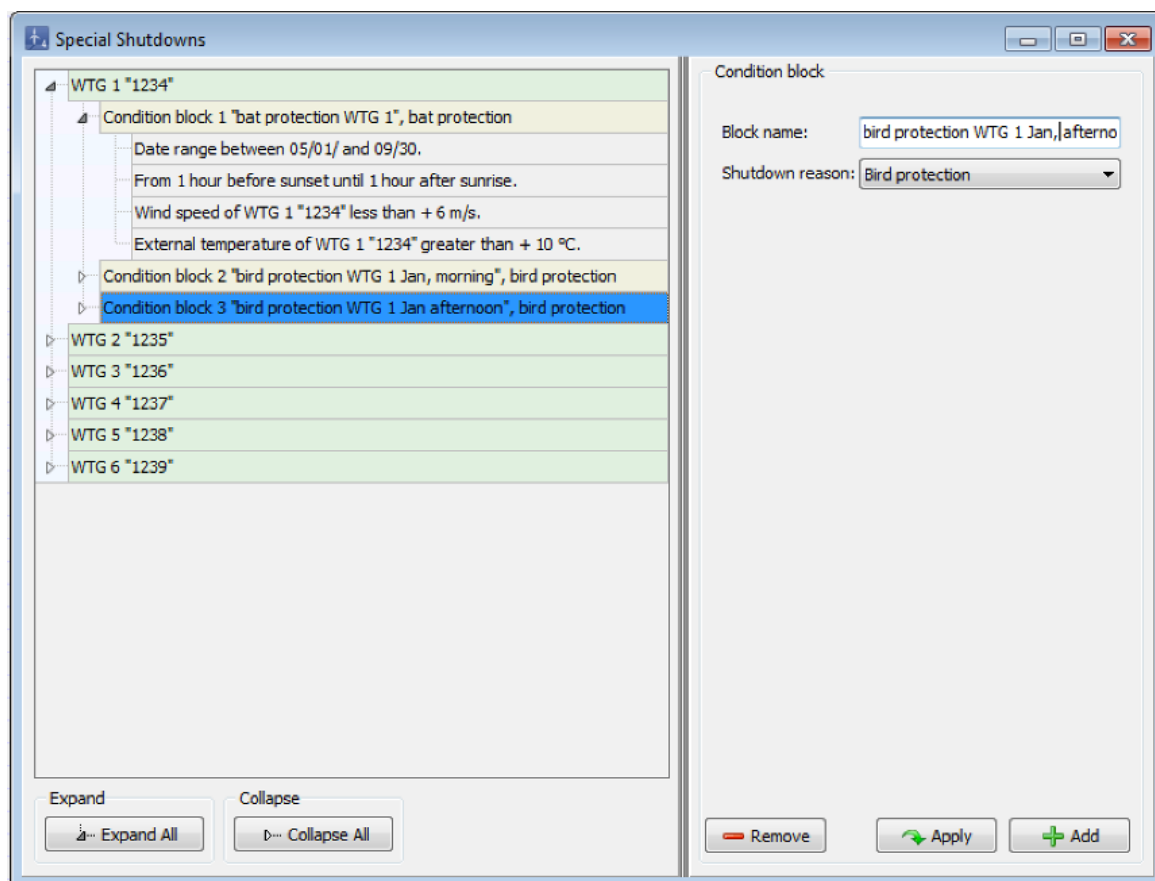 Special Shutdowns
WTG 1 "1234"
Condition block 1 "bat protection WTG 1", bat protection
Date range between 05/01/ and 09/30.
From 1 hour before sunset until 1 hour after sunrise.
Wind speed of WTG 1 "1234" less than + 6 m/s.
External temperature of WTG 1 "1234" greater than + 10 ºC.
Condition block 2 "bird protection WTG 1 Jan, morning", bird protection
Condition block 3 "bird protection WTG 1 Jan afternoon", bird protection
WTG 2 "1235"
WTG 3 "1236"
WTG 4 "1237"
WTG 5 "1238"
WTG 6 "1239"
Expand
Expand All
Collapse
Collapse All
Condition block
Block name: bird protection WTG 1 Jan, afterno
Shutdown reason: Bird protection
Remove
Apply
Add